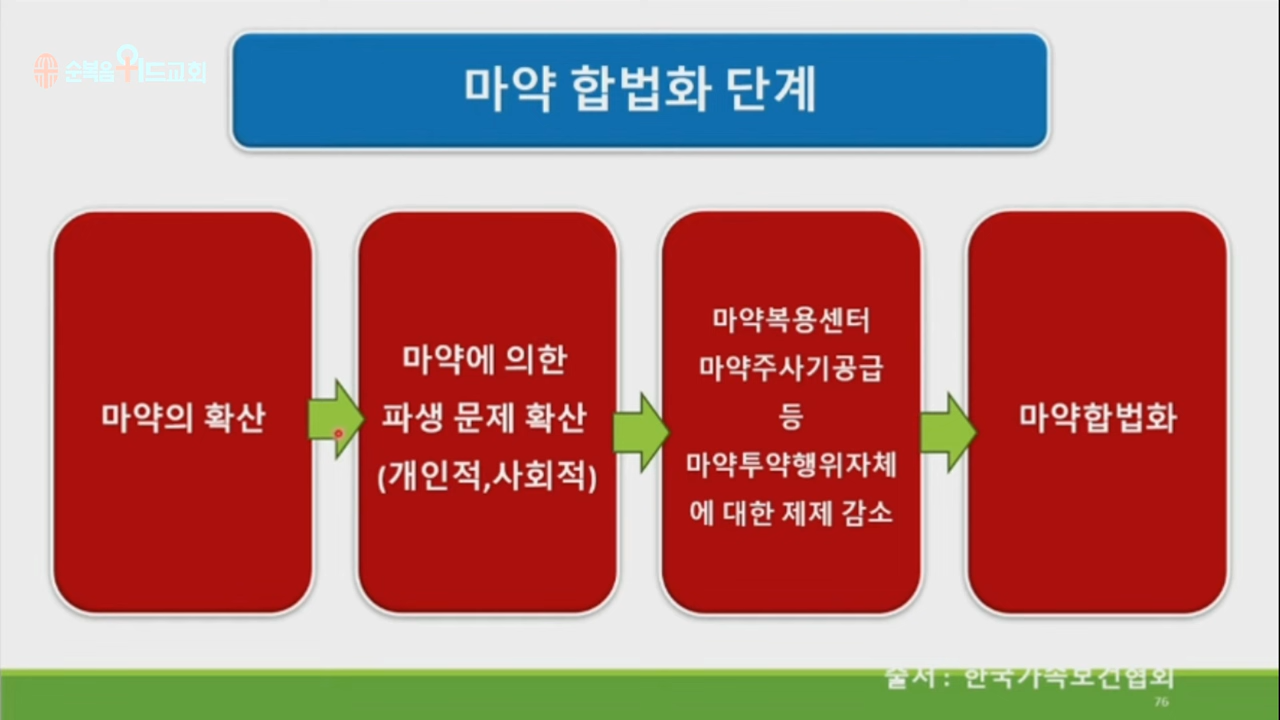 순복음위드교회
마약 합법화 단계
마약의 확산
마약에 의한
파생 문제 확산
(개인적,사회적)
마약복용센터
마약주사기공급
등
마약투약행위자체
에 대한 제제 감소
마약합법화
출처 : 한국가족보건협회
76